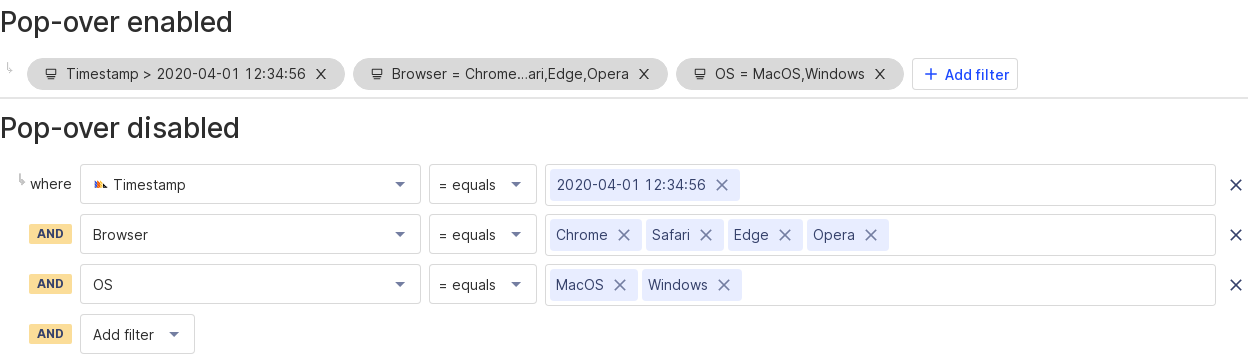 Pop-over enabled
Timestamp > 2020-04-01 12:34:56 Browser = Chrome...ari,Edge,Opera OS = MacOS,Windows + Add filter
Pop-over disabled
where Timestamp = equals 2020-04-01 12:34:56
AND Browser = equals Chrome Safari Edge Opera
AND OS = equals MacOS Windows
AND Add filter